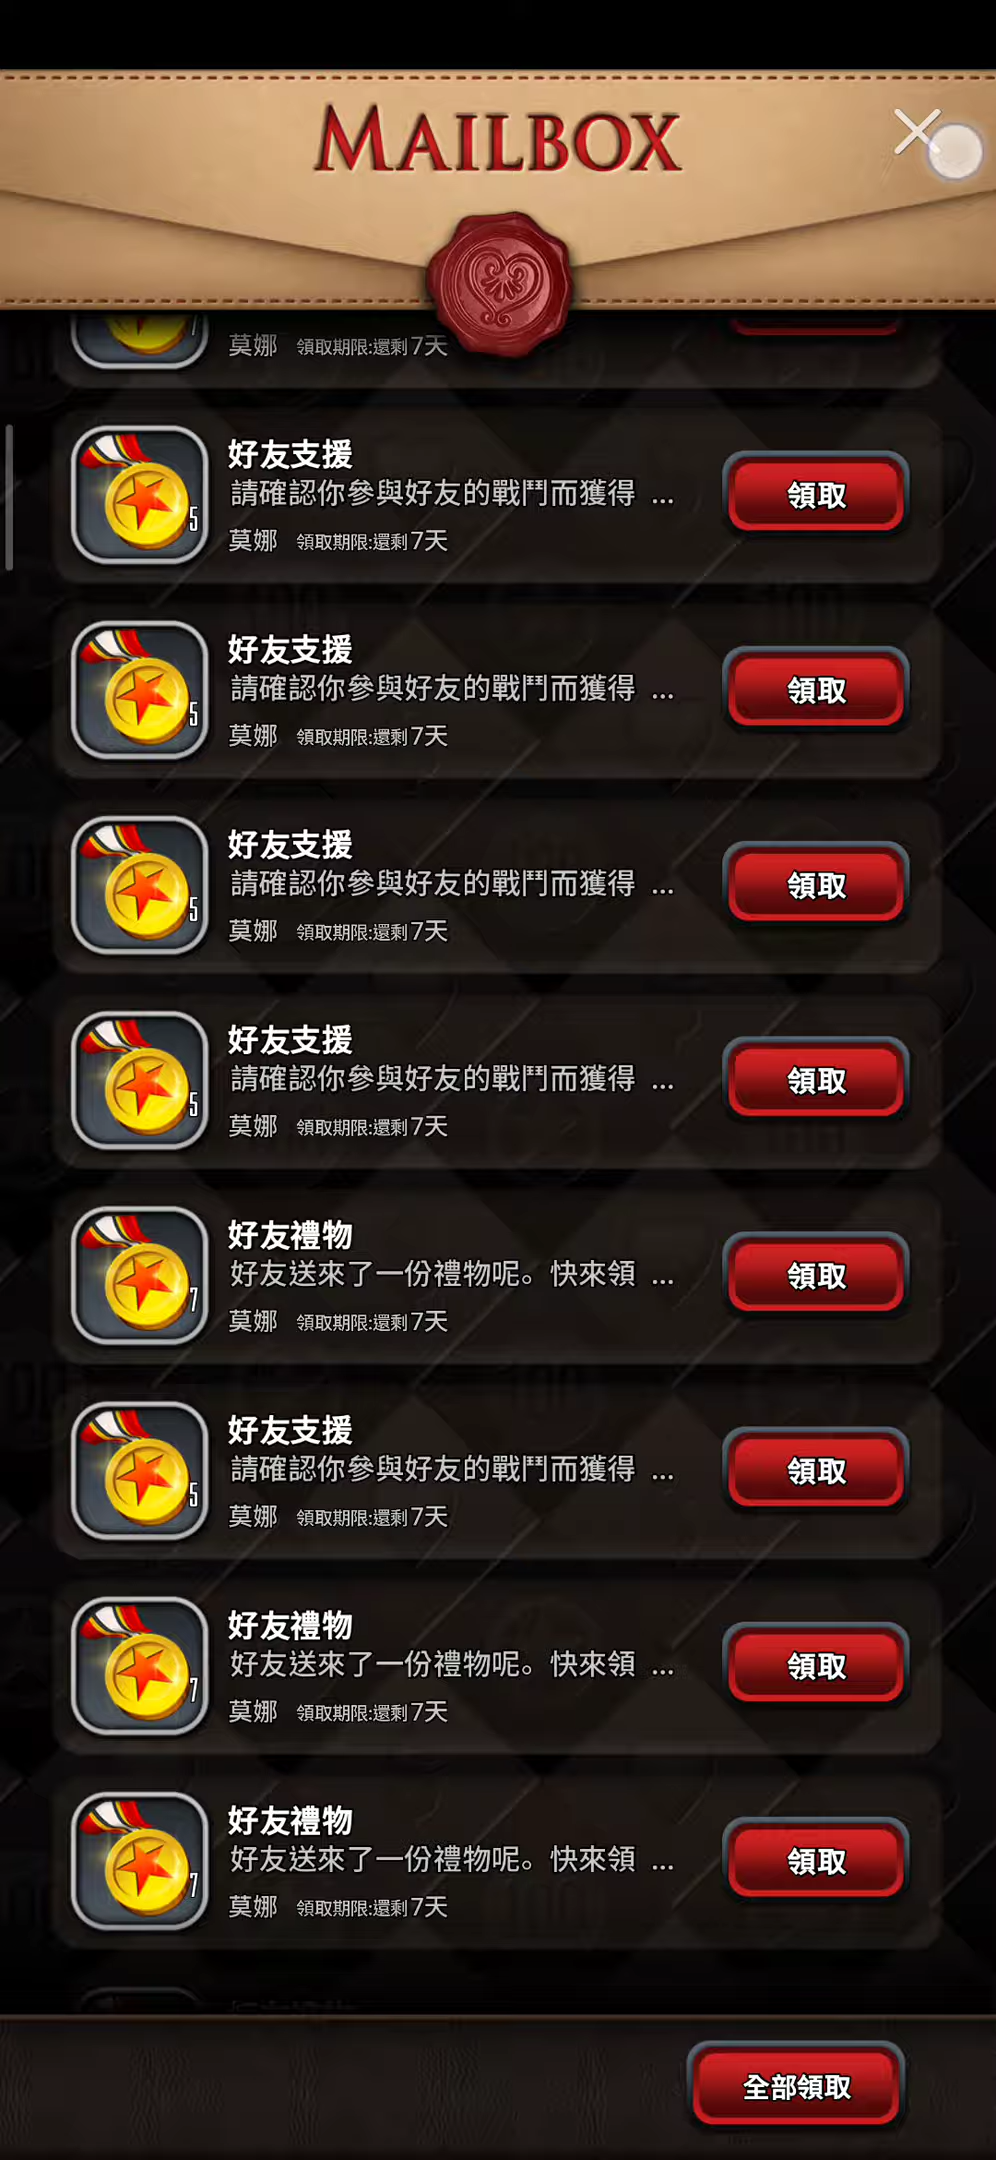 MAILBOX
7
莫娜 領取期限:還剩7天
好友支援
請確認你參與好友的戰鬥而獲得 ...
5
莫娜 領取期限:還剩7天
領取
好友支援
請確認你參與好友的戰鬥而獲得 ...
5
莫娜 領取期限:還剩7天
領取
好友支援
請確認你參與好友的戰鬥而獲得 ...
5
莫娜 領取期限:還剩7天
領取
好友支援
請確認你參與好友的戰鬥而獲得 ...
5
莫娜 領取期限:還剩7天
領取
好友禮物
好友送來了一份禮物呢。快來領 ...
7
莫娜 領取期限:還剩7天
領取
好友支援
請確認你參與好友的戰鬥而獲得 ...
5
莫娜 領取期限:還剩7天
領取
好友禮物
好友送來了一份禮物呢。快來領 ...
7
莫娜 領取期限:還剩7天
領取
好友禮物
好友送來了一份禮物呢。快來領 ...
7
莫娜 領取期限:還剩7天
領取
全部領取